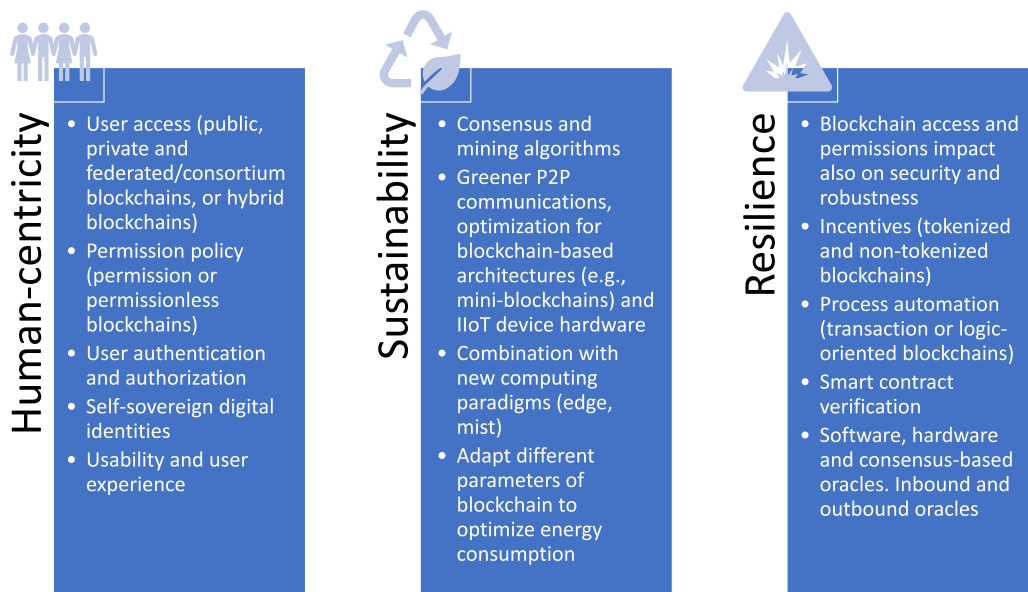 Human-centricity
• User access (public,
private and
federated/consortium
blockchains, or hybrid
blockchains)
• Permission policy
(permission or
permissionless
blockchains)
• User authentication
and authorization
• Self-sovereign digital
identities
• Usability and user
experience
Sustainability
• Consensus and
mining algorithms
• Greener P2P
communications,
optimization for
blockchain-based
architectures (e.g.,
mini-blockchains) and
IIoT device hardware
• Combination with
new computing
paradigms (edge,
mist)
• Adapt different
parameters of
blockchain to
optimize energy
consumption
Resilience
• Blockchain access and
permissions impact
also on security and
robustness
• Incentives (tokenized
and non-tokenized
blockchains)
• Process automation
(transaction or logic-
oriented blockchains)
• Smart contract
verification
• Software, hardware
and consensus-based
oracles. Inbound and
outbound oracles